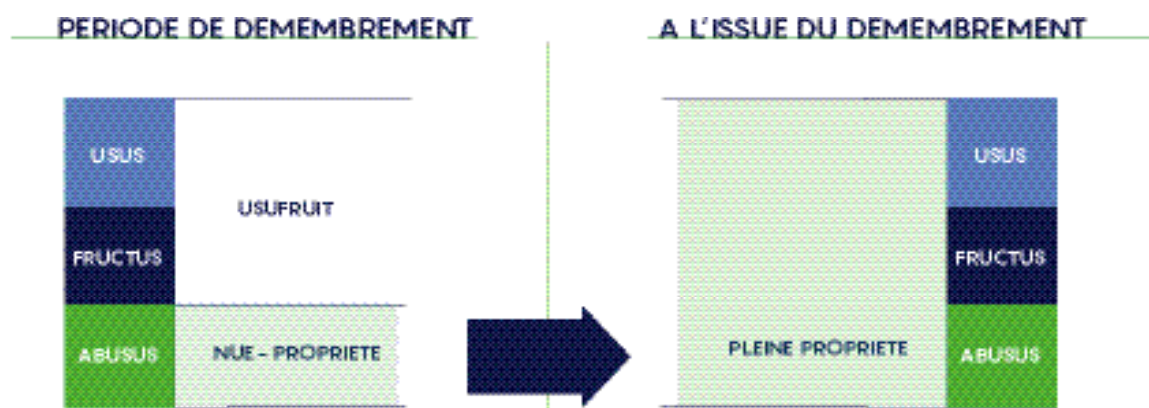 PERIODE DE DEMEMBREMENT
A L'ISSUE DU DEMEMBREMENT
USUS
USUFRUIT
FRUCTUS
ABUSUS
NUE - PROPRIETE
USUS
FRUCTUS
PLEINE PROPRIETE
ABUSUS